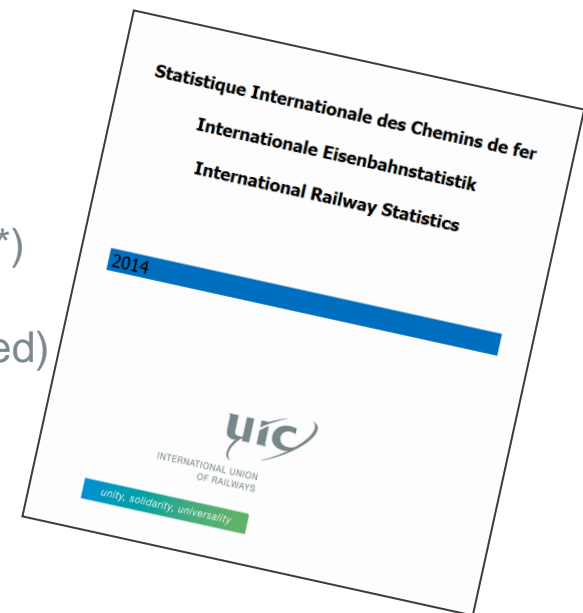 Statistique Internationale des Chemins de fer
Internationale Eisenbahnstatistik
International Railway Statistics
*)
2014
ed)
uic
INTERNATIONAL UNION
OF RAILWAYS
unity, solidarity, universality